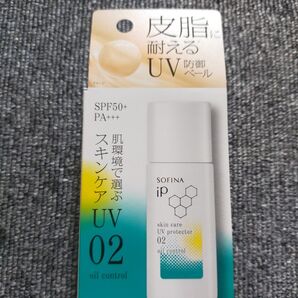 皮脂に
耐える
UV 防御
ベール
SPF50+
PA+++
肌環境で選ぶ
スキンケア UV
02
oil control
SOFINA
iP
skin care
UV protector
02
oil control